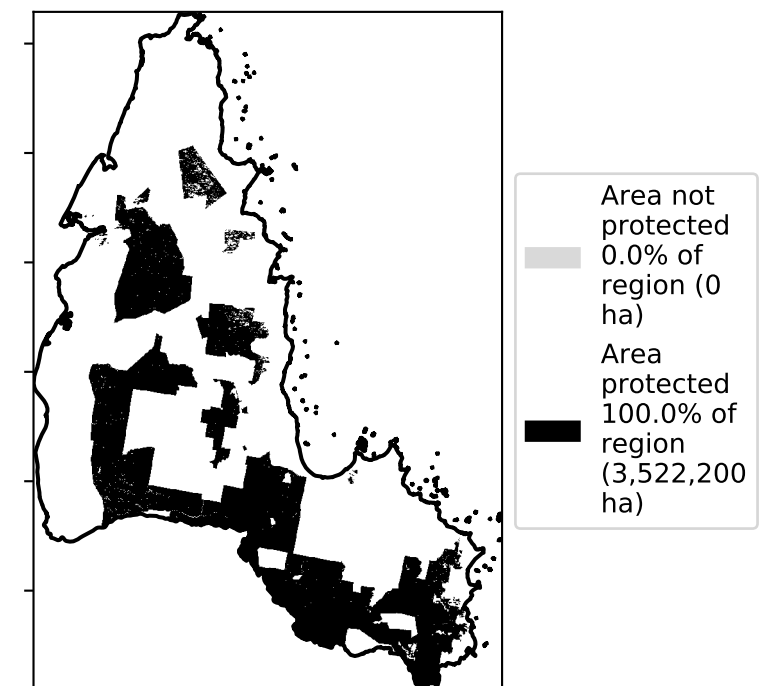 Area not
protected
0.0% of
region (0
ha)
Area
protected
100.0% of
region
(3,522,200
ha)